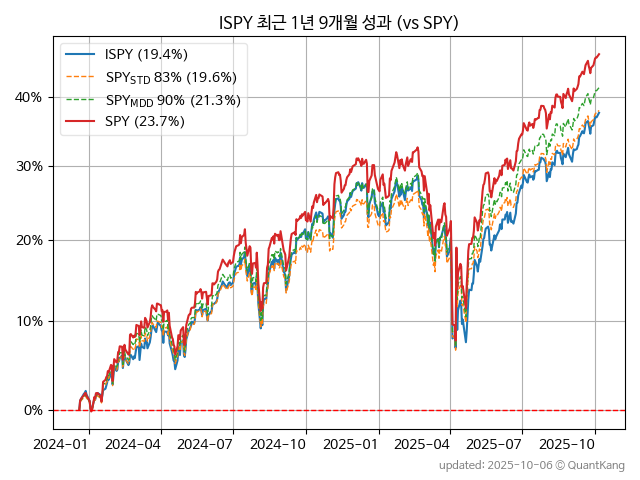 ISPY 최근 1년 9개월 성과 (vs SPY)
ISPY (19.4%)
SPY_STD 83% (19.6%)
SPY_MDD 90% (21.3%)
SPY (23.7%)
40%
30%
20%
10%
0%
2024-01 2024-04 2024-07 2024-10 2025-01 2025-04 2025-07 2025-10
updated: 2025-10-06 © QuantKang